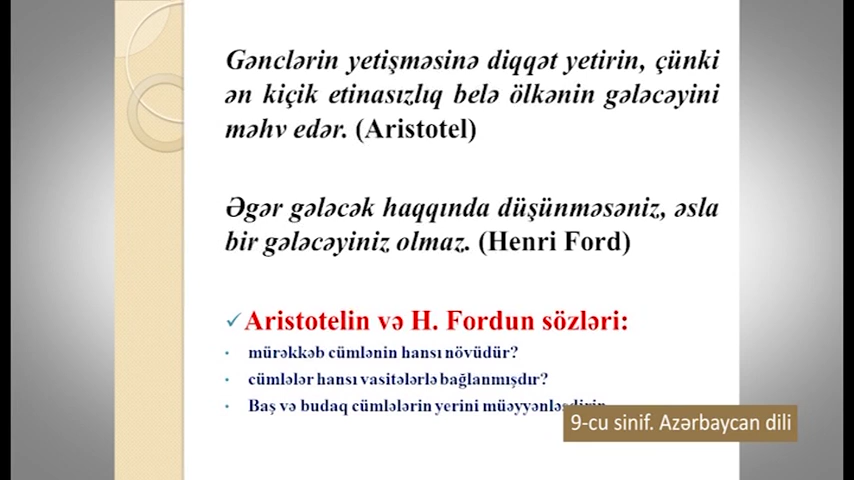 Gənclərin yetişməsinə diqqət yetirin, çünki
ən kiçik etinasızlıq belə ölkənin gələcəyini
məhv edər. (Aristotel)
Əgər gələcək haqqında düşünməsəniz, əsla
bir gələcəyiniz olmaz. (Henri Ford)
✓ Aristotelin və H. Fordun sözləri:
• mürəkkəb cümlənin hansı növüdür?
• cümlələr hansı vasitələrlə bağlanmışdır?
• Baş və budaq cümlələrin yerini müəyyənləşdirin
9-cu sinif. Azərbaycan dili